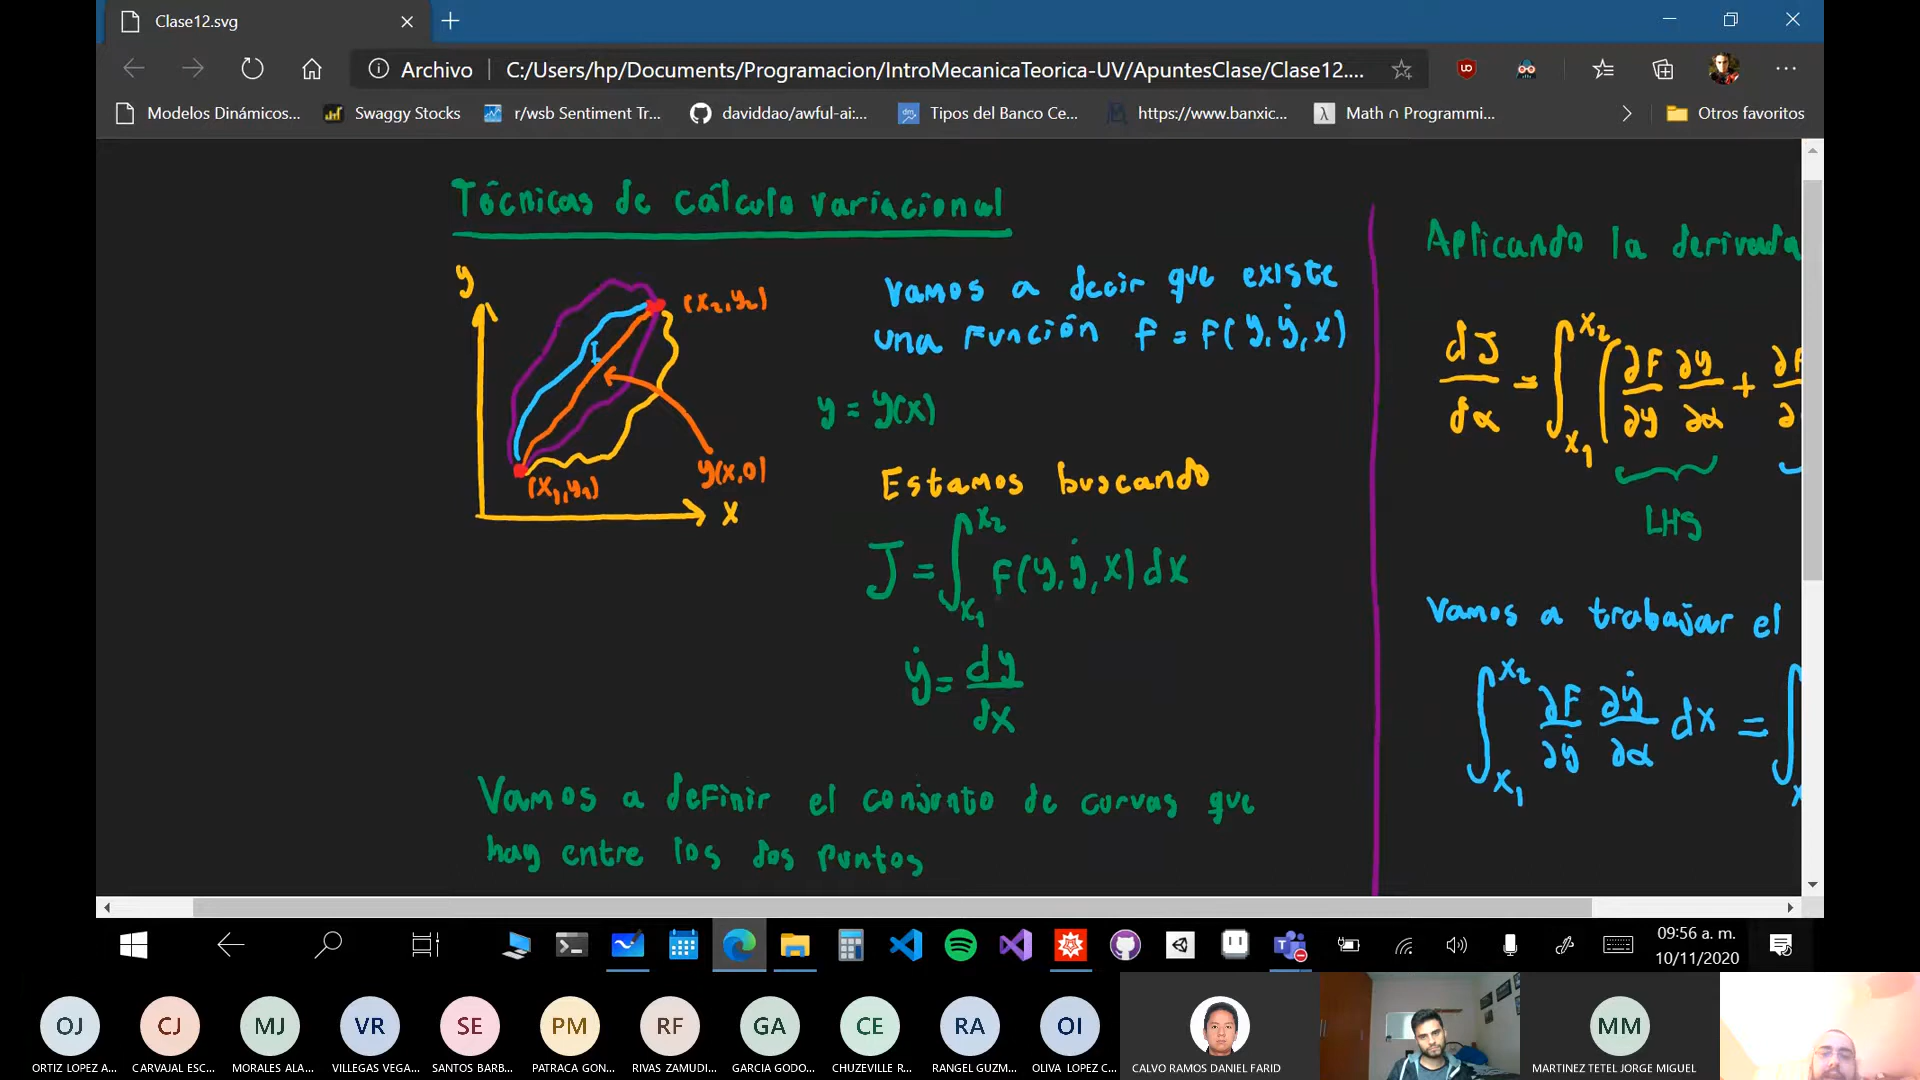 Clase12.svg
Archivo
C:/Users/hp/Documents/Programacion/IntroMecanicaTeorica-UV/ApuntesClase/Clase12....
Modelos Dinámicos...
Swaggy Stocks
r/wsb Sentiment Tr...
daviddao/awful-ai:...
Tipos del Banco Ce...
https://www.banxic...
Math ∩ Programmi...
Otros favoritos
Técnicas de cálculo variacional
y
(x₂,y₂)
(x₁,y₁)
y(x,0)
x
Vamos a decir que existe
una función f = f(y,ẏ,x)
y = y(x)
Estamos buscando
J = ∫_{x₁}^{x₂} f(y,ẏ,x)dx
ẏ = dy/dx
Vamos a definir el conjunto de curvas que
hay entre los dos puntos
Aplicando la derivada
dJ/dα = ∫_{x₁}^{x₂} (∂F/∂y ∂y/∂α + ∂F/∂
LHS
Vamos a trabajar el
∫_{x₁}^{x₂} ∂F/∂ẏ ∂ẏ/∂α dx = ∫
09:56 a. m.
10/11/2020
OJ
CJ
MJ
VR
SE
PM
RF
GA
CE
RA
OI
MM
ORTIZ LOPEZ A...
CARVAJAL ESC...
MORALES ALA...
VILLEGAS VEGA...
SANTOS BARB...
PATRACA GON...
RIVAS ZAMUDI...
GARCIA GODO...
CHUZEVILLE R...
RANGEL GUZM...
OLIVA LOPEZ C...
CALVO RAMOS DANIEL FARID
MARTINEZ TETEL JORGE MIGUEL